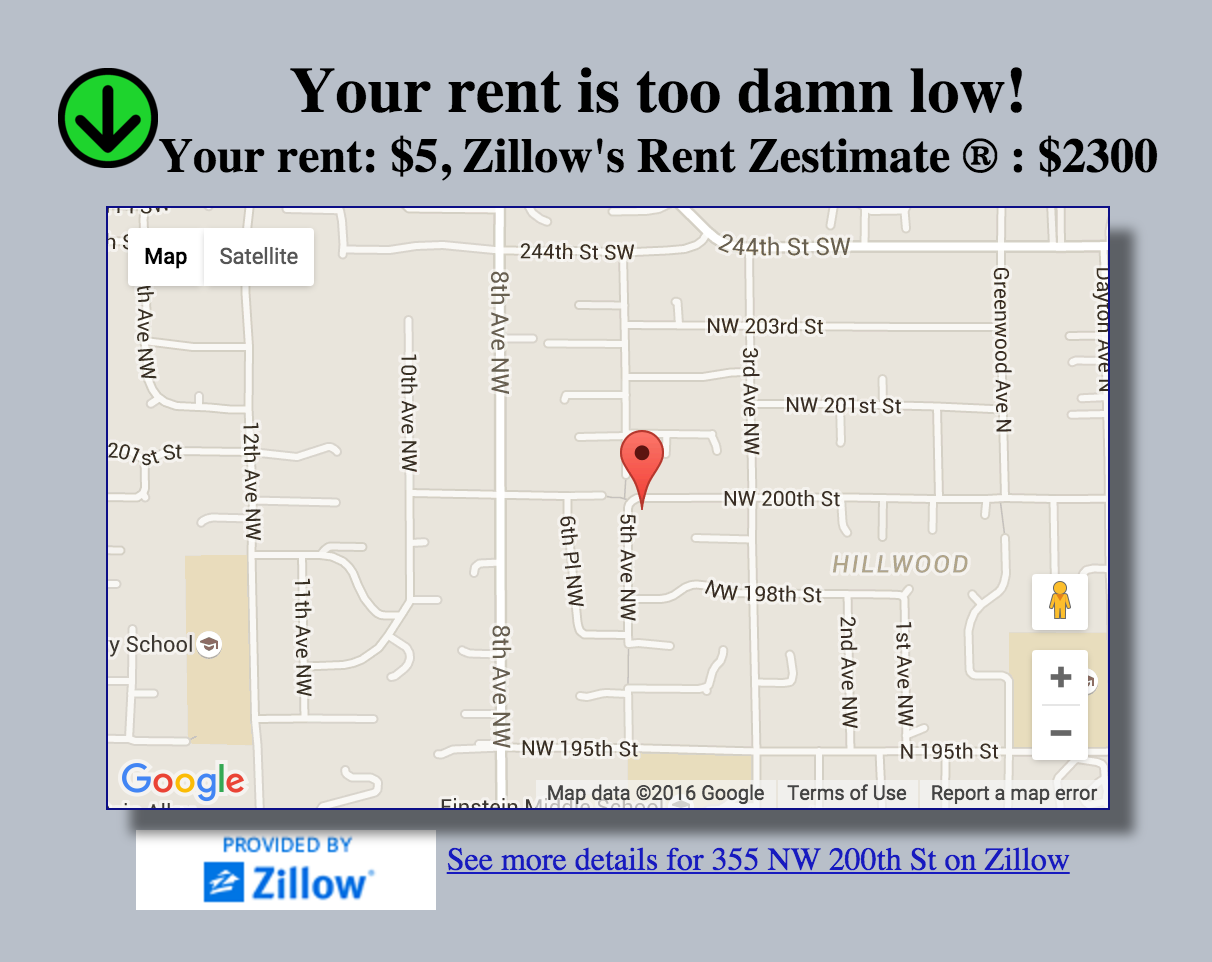 Your rent is too damn low!
Your rent: $5, Zillow's Rent Zestimate ® : $2300
Map
Satellite
244th St SW
244th St SW
8th Ave NW
Greenwood Ave N
Dayton Ave N
th Ave NW
NW 203rd St
10th Ave NW
3rd Ave NW
NW 201st St
12th Ave NW
201st St
NW 200th St
6th Pl NW
5th Ave NW
HILLWOOD
11th Ave NW
NW 198th St
2nd Ave NW
1st Ave NW
y School
8th Ave NW
NW 195th St
N 195th St
Google
Einstein Middle School
Map data ©2016 Google
Terms of Use
Report a map error
PROVIDED BY
Zillow
See more details for 355 NW 200th St on Zillow